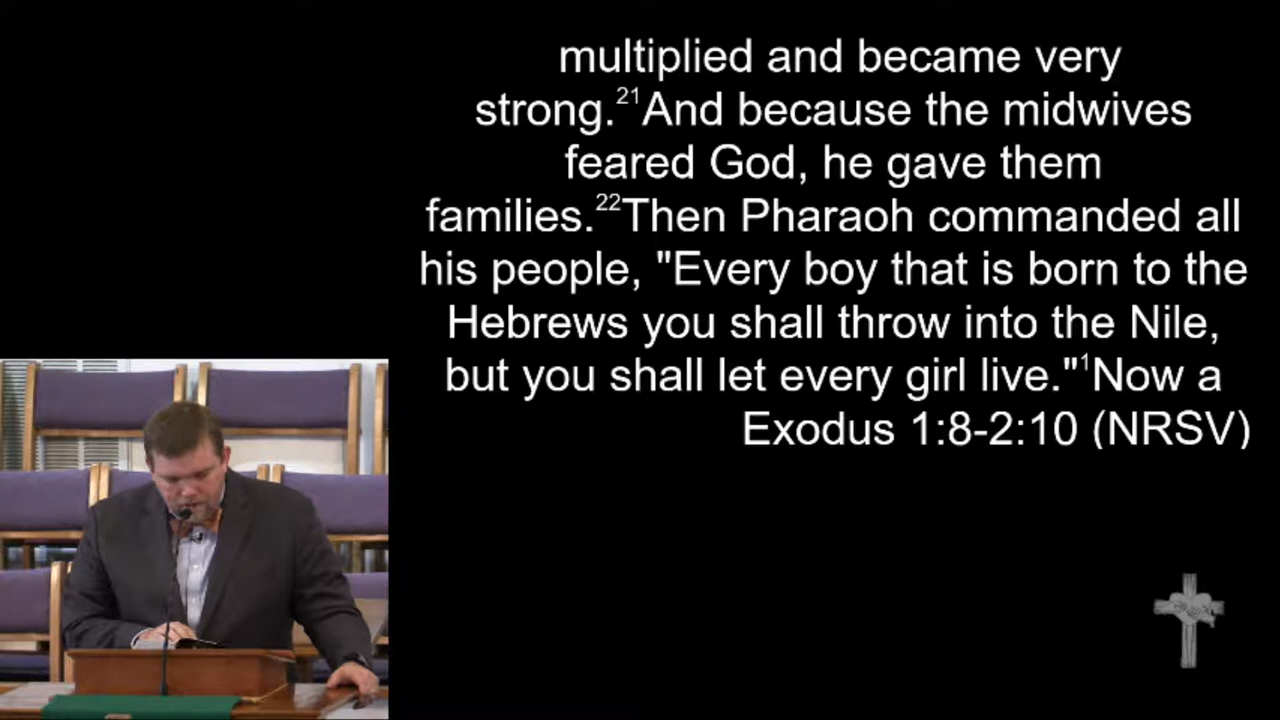 multiplied and became very
strong.21And because the midwives
feared God, he gave them
families.22Then Pharaoh commanded all
his people, "Every boy that is born to the
Hebrews you shall throw into the Nile,
but you shall let every girl live."1Now a
Exodus 1:8-2:10 (NRSV)